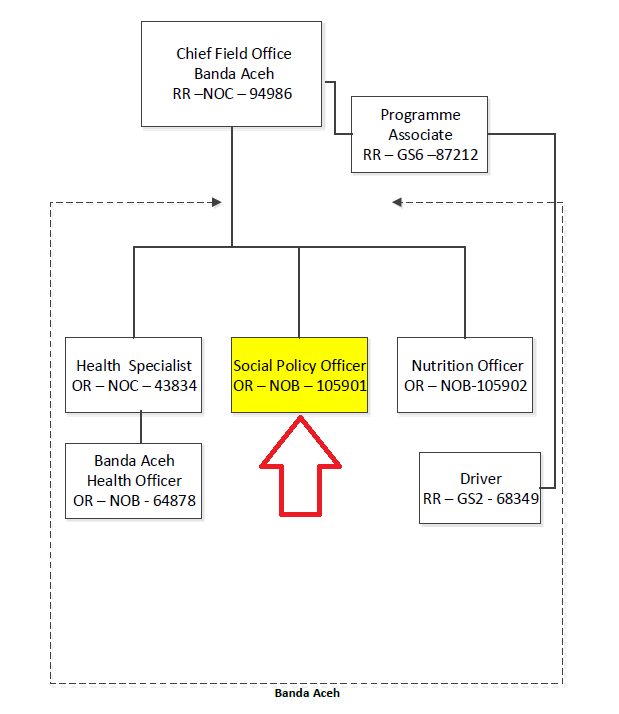 Chief Field Office
Banda Aceh
RR –NOC – 94986
Programme
Associate
RR – GS6 –87212
Health  Specialist
OR – NOC – 43834
Social Policy Officer
OR – NOB – 105901
Nutrition Officer
OR – NOB-105902
Banda Aceh
Health Officer
OR – NOB - 64878
Driver
RR – GS2 - 68349
Banda Aceh